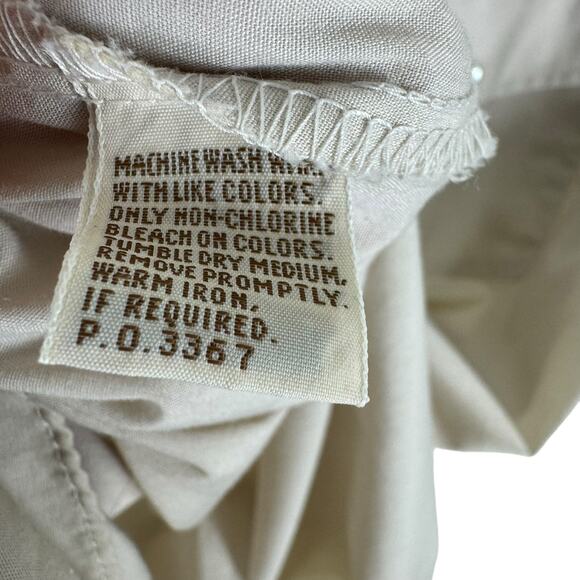 MACHINE WASH WARM
WITH LIKE COLORS.
ONLY NON-CHLORINE
BLEACH ON COLORS.
TUMBLE DRY MEDIUM,
REMOVE PROMPTLY.
WARM IRON,
IF REQUIRED.
P.O.3367